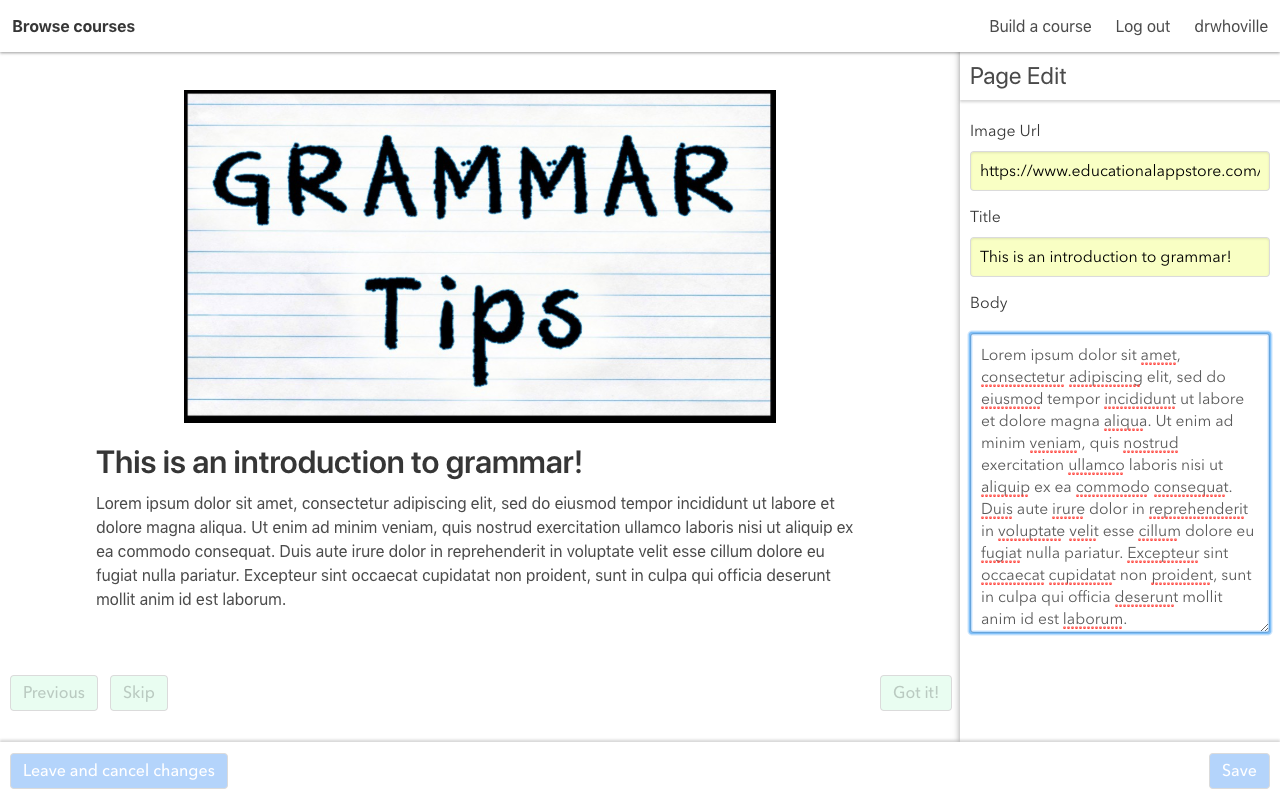 Browse courses
Build a course
Log out
drwhoville
GRAMMAR
Tips
This is an introduction to grammar!
Lorem ipsum dolor sit amet, consectetur adipiscing elit, sed do eiusmod tempor incididunt ut labore et
dolore magna aliqua. Ut enim ad minim veniam, quis nostrud exercitation ullamco laboris nisi ut aliquip ex
ea commodo consequat. Duis aute irure dolor in reprehenderit in voluptate velit esse cillum dolore eu
fugiat nulla pariatur. Excepteur sint occaecat cupidatat non proident, sunt in culpa qui officia deserunt
mollit anim id est laborum.
Previous
Skip
Got it!
Page Edit
Image Url
https://www.educationalappstore.com/
Title
This is an introduction to grammar!
Body
Lorem ipsum dolor sit amet,
consectetur adipiscing elit, sed do
eiusmod tempor incididunt ut labore
et dolore magna aliqua. Ut enim ad
minim veniam, quis nostrud
exercitation ullamco laboris nisi ut
aliquip ex ea commodo consequat.
Duis aute irure dolor in reprehenderit
in voluptate velit esse cillum dolore eu
fugiat nulla pariatur. Excepteur sint
occaecat cupidatat non proident, sunt
in culpa qui officia deserunt mollit
anim id est laborum.
Leave and cancel changes
Save